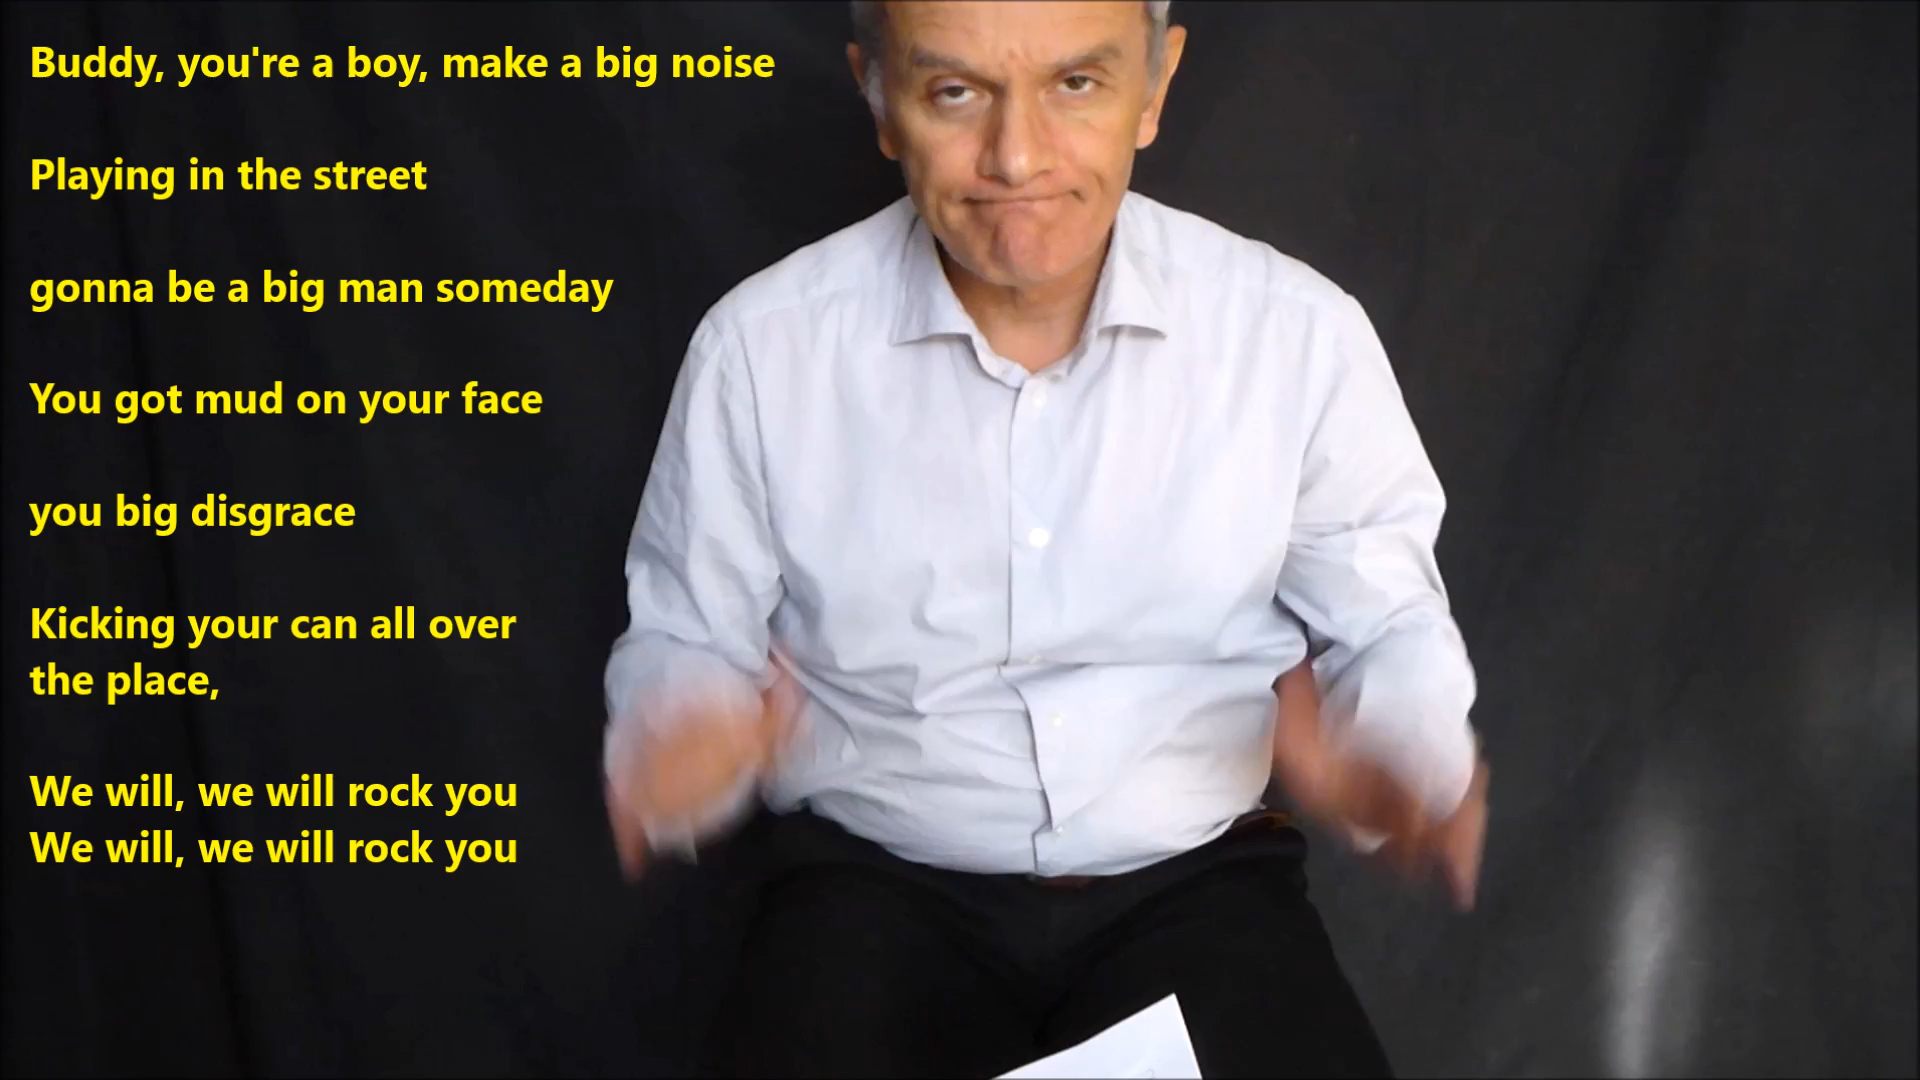 Buddy, you're a boy, make a big noise
Playing in the street
gonna be a big man someday
You got mud on your face
you big disgrace
Kicking your can all over
the place,
We will, we will rock you
We will, we will rock you